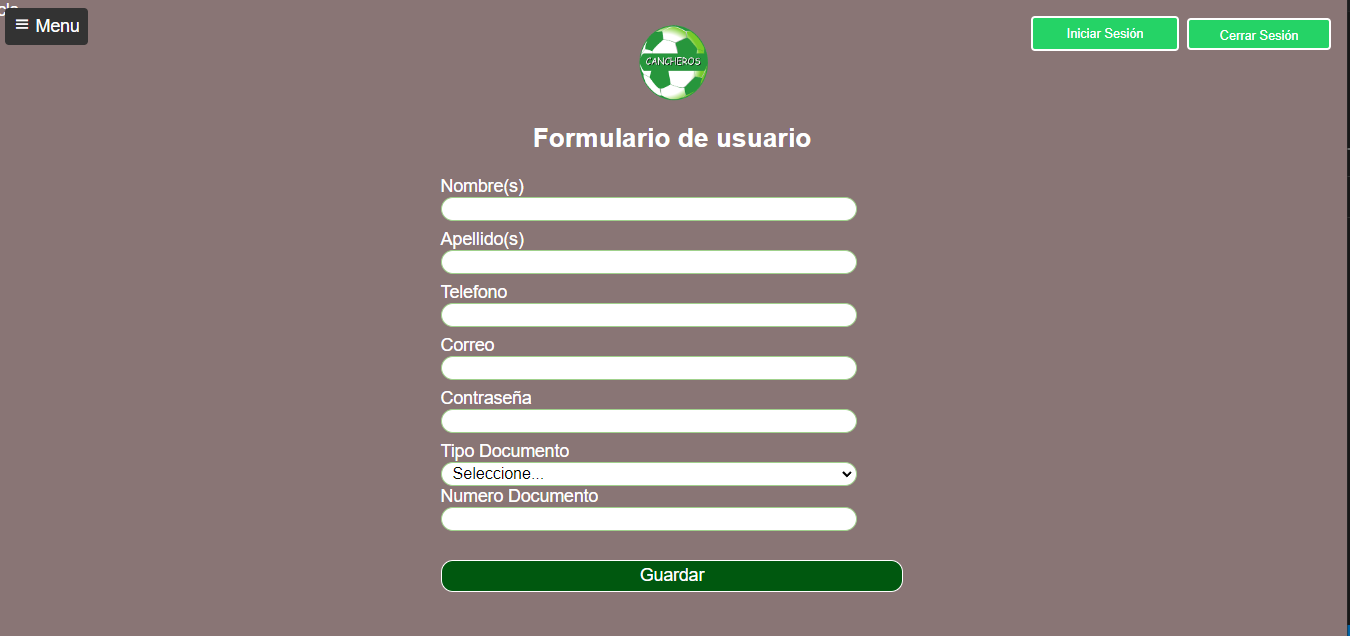 Menu
Iniciar Sesión
Cerrar Sesión
CANCHEROS
Formulario de usuario
Nombre(s)
Apellido(s)
Telefono
Correo
Contraseña
Tipo Documento
Seleccione...
Numero Documento
Guardar